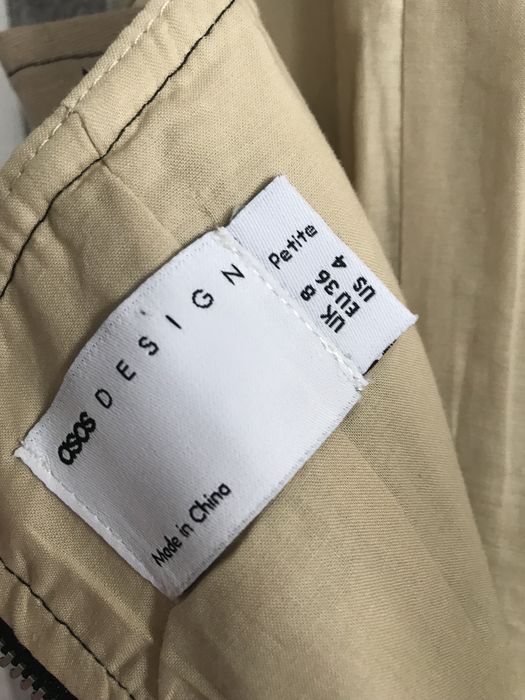 asos DESIGN
Made in China
Petite
UK 8
EU 36
US 4